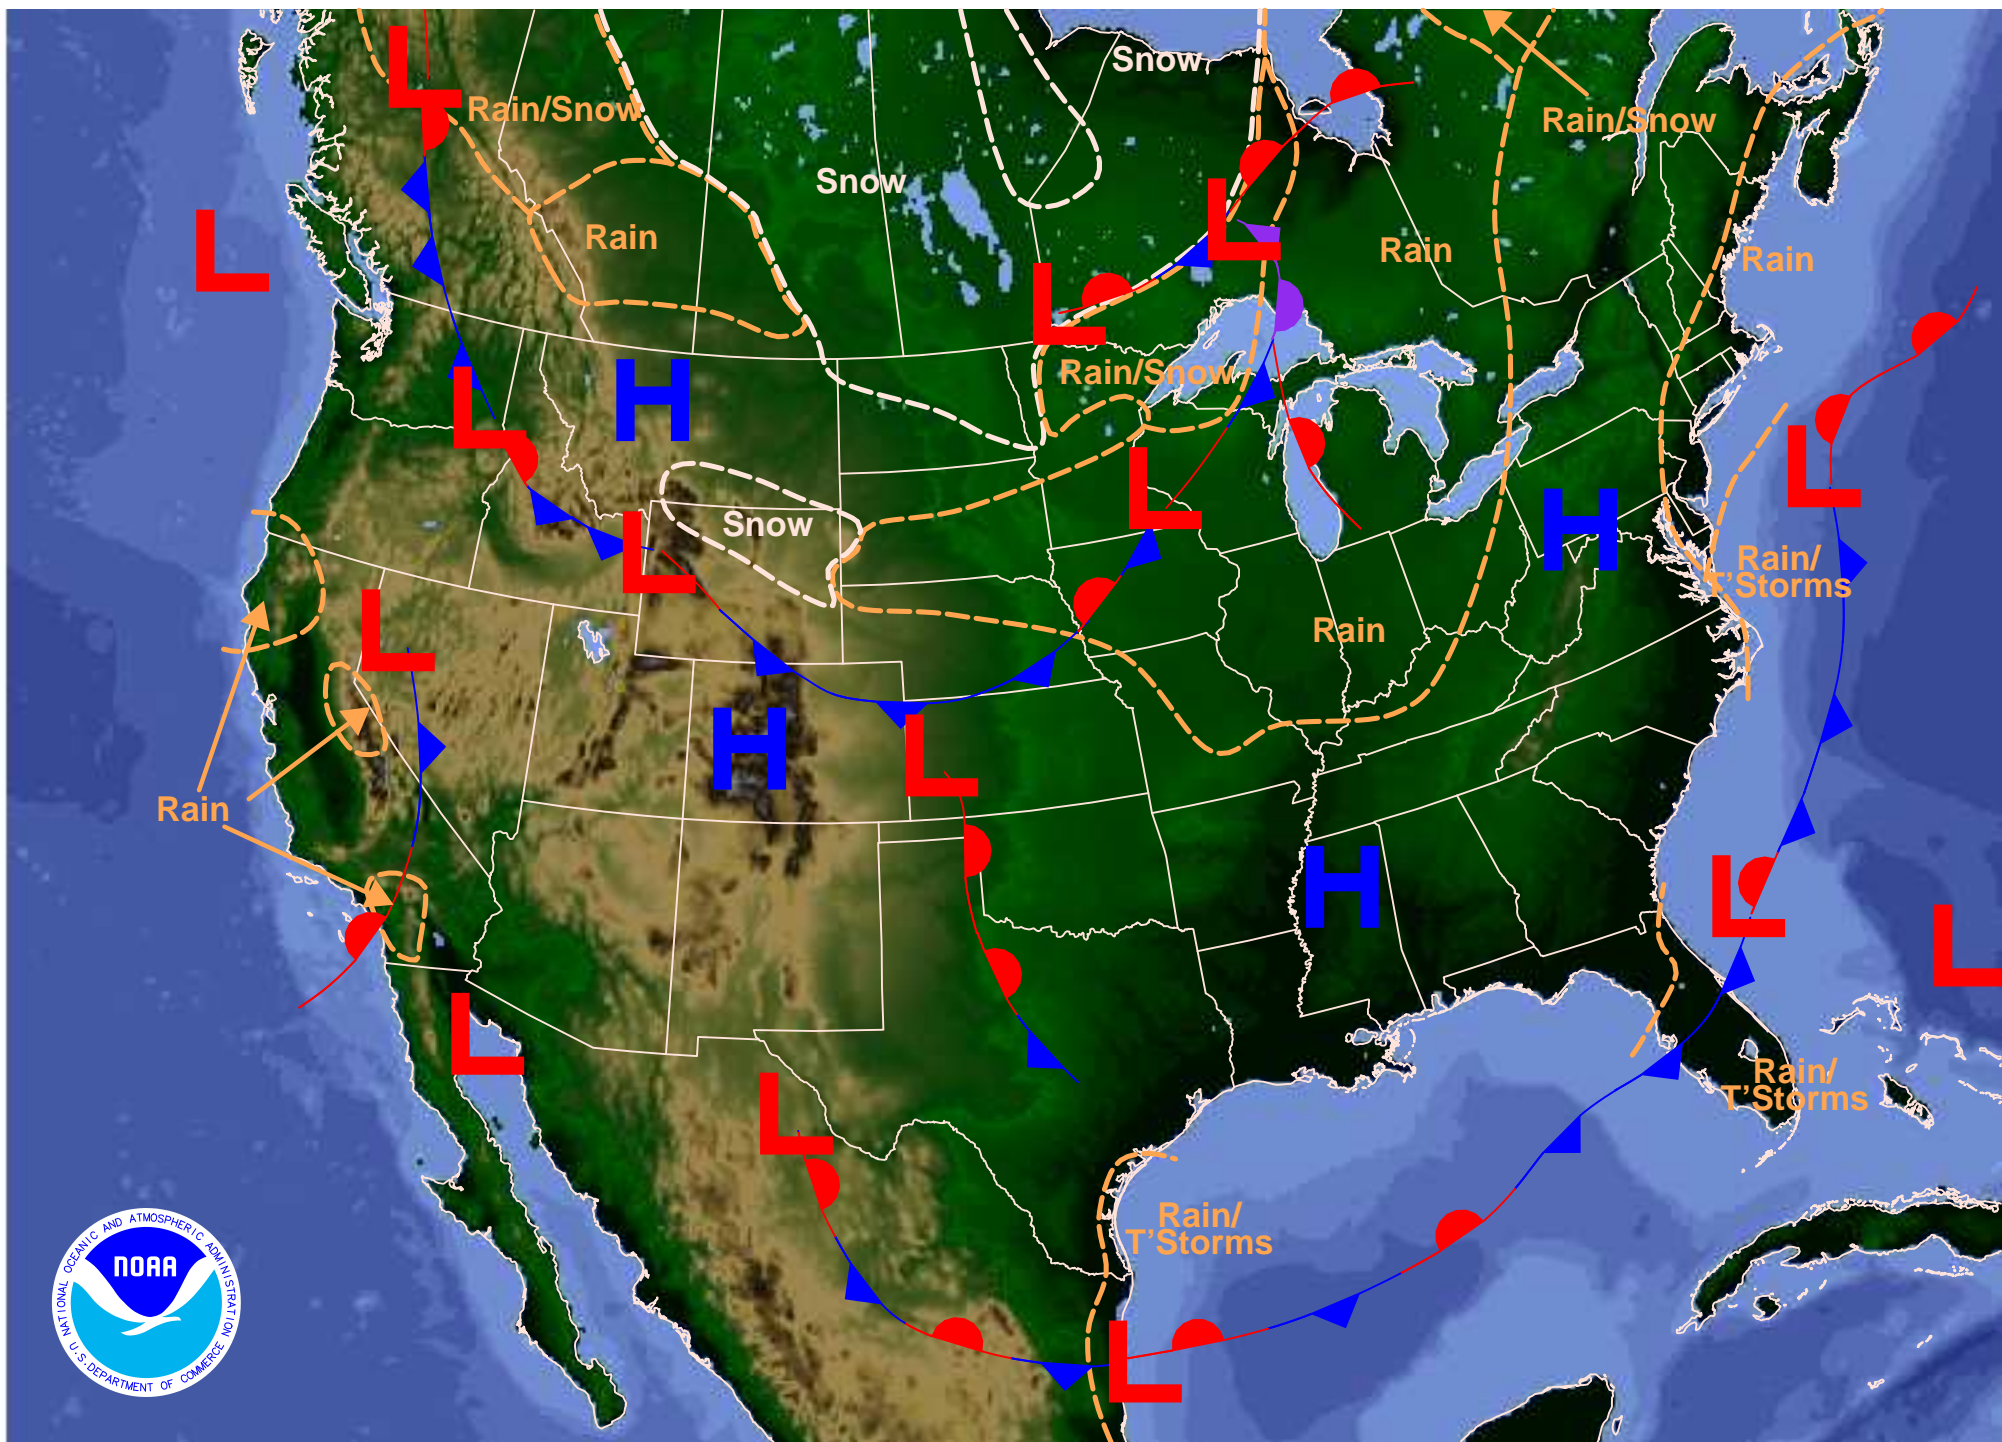 L
Snow
Rain/Snow
Rain/Snow
Snow
L
L
Rain
Rain
Rain
L
L
H
Rain/Snow
L
L
L
H
Snow
L
H
Rain/
T'Storms
L
Rain
H
L
Rain
H
L
L
L
Rain/
T'Storms
L
Rain/
T'Storms
L
NATIONAL OCEANIC AND ATMOSPHERIC ADMINISTRATION
NOAA
U.S. DEPARTMENT OF COMMERCE